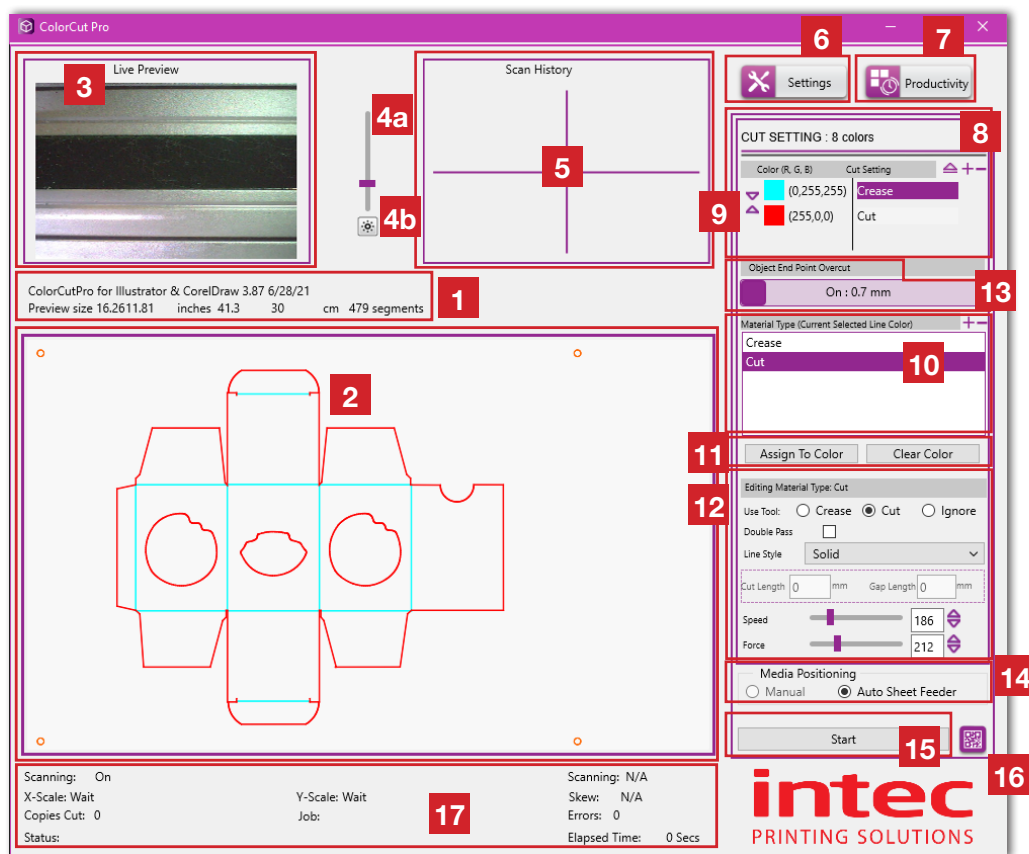 ColorCut Pro
6
7
3
Live Preview
Scan History
Settings
Productivity
4a
4b
5
8
CUT SETTING : 8 colors
Color (R, G, B) Cut Setting
(0,255,255) Crease
9
(255,0,0) Cut
ColorCutPro for Illustrator & CorelDraw 3.87 6/28/21
Preview size 16.2611.81 inches 41.3 30 cm 479 segments
1
Object End Point Overcut
On : 0.7 mm
13
Material Type (Current Selected Line Color)
Crease
Cut
10
2
11
Assign To Color Clear Color
12
Editing Material Type: Cut
Use Tool: Crease Cut Ignore
Double Pass
Line Style Solid
Cut Length 0 mm Gap Length 0 mm
Speed 186
Force 212
Media Positioning
Manual Auto Sheet Feeder
14
Start
15
16
Scanning: On Scanning: N/A
X-Scale: Wait Y-Scale: Wait Skew: N/A
Copies Cut: 0 Job: Errors: 0
17
Status: Elapsed Time: 0 Secs
intec
PRINTING SOLUTIONS